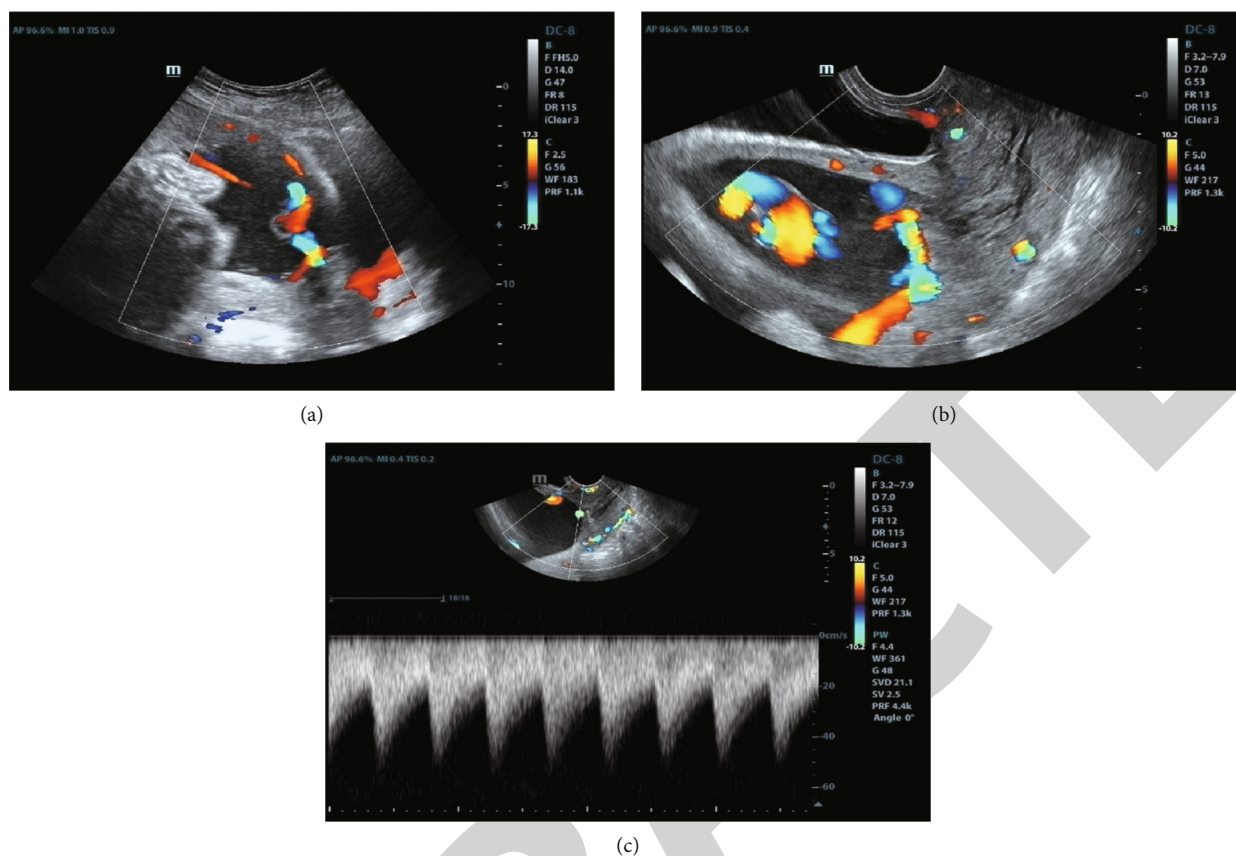 AP 96.6% MI 1.0 TIS 0.9
DC-8
B
F FH5.0
D 14.0
G 47
FR 8
DR 115
iClear 3
17.3
C
F 2.5
G 56
WF 183
PRF 1.1k
-17.3
m
0
5
10
(a)
AP 96.6% MI 0.9 TIS 0.4
DC-8
B
F 3.2~7.9
D 7.0
G 53
FR 13
DR 115
iClear 3
10.2
C
F 5.0
G 44
WF 217
PRF 1.3k
-10.2
m
0
5
(b)
AP 96.6% MI 0.4 TIS 0.2
DC-8
B
F 3.2~7.9
D 7.0
G 53
FR 12
DR 115
iClear 3
10.2
C
F 5.0
G 44
WF 217
PRF 1.3k
-10.2
PW
F 4.4
WF 361
G 48
SVD 21.1
SV 2.5
PRF 4.4k
Angle 0°
m
0
5
18/18
0cm/s
-20
-40
-60
(c)